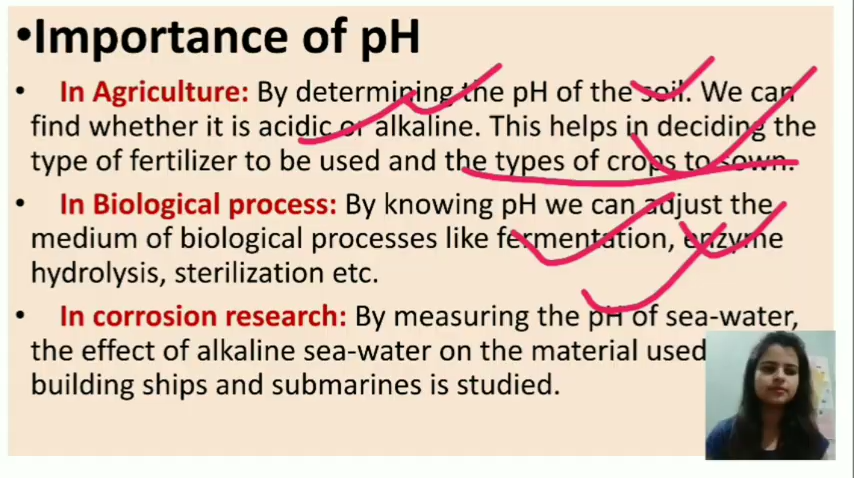 •Importance of pH
• In Agriculture: By determining the pH of the soil. We can
find whether it is acidic or alkaline. This helps in deciding the
type of fertilizer to be used and the types of crops to sown.
• In Biological process: By knowing pH we can adjust the
medium of biological processes like fermentation, enzyme
hydrolysis, sterilization etc.
• In corrosion research: By measuring the pH of sea-water,
the effect of alkaline sea-water on the material used
building ships and submarines is studied.